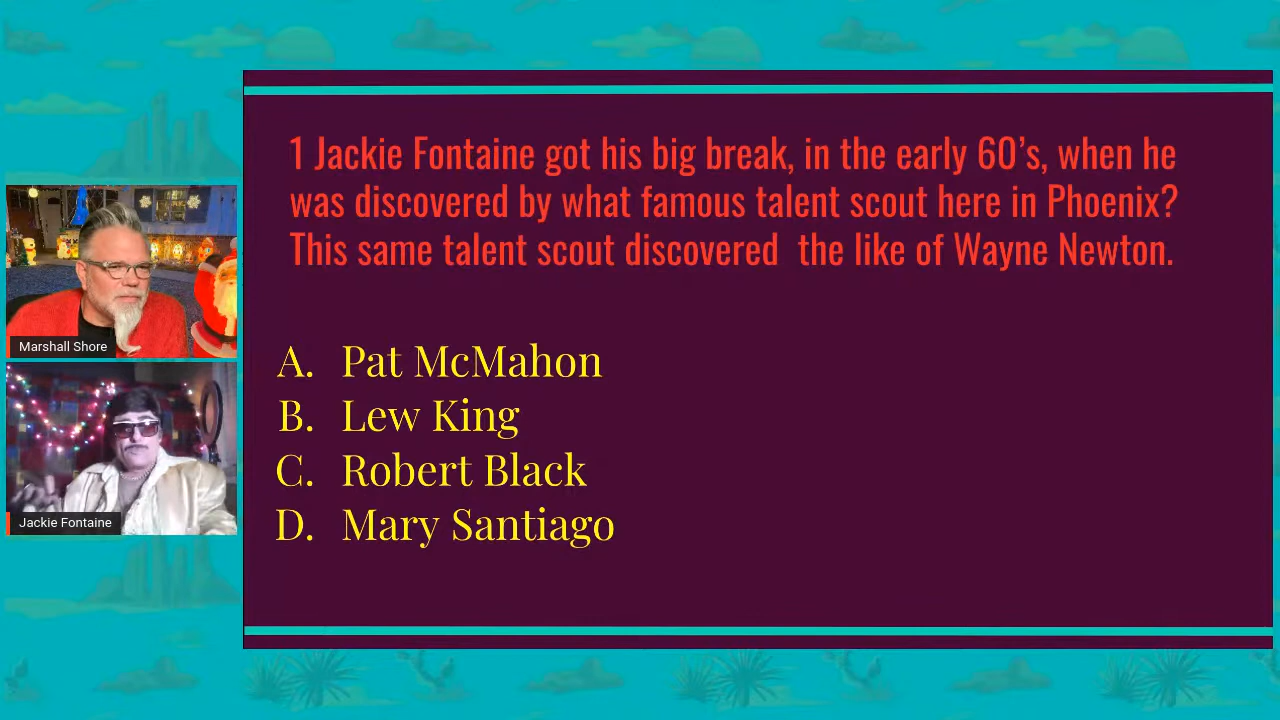 1 Jackie Fontaine got his big break, in the early 60's, when he
was discovered by what famous talent scout here in Phoenix?
This same talent scout discovered  the like of Wayne Newton.
A. Pat McMahon
B. Lew King
C. Robert Black
D. Mary Santiago
Marshall Shore
Jackie Fontaine